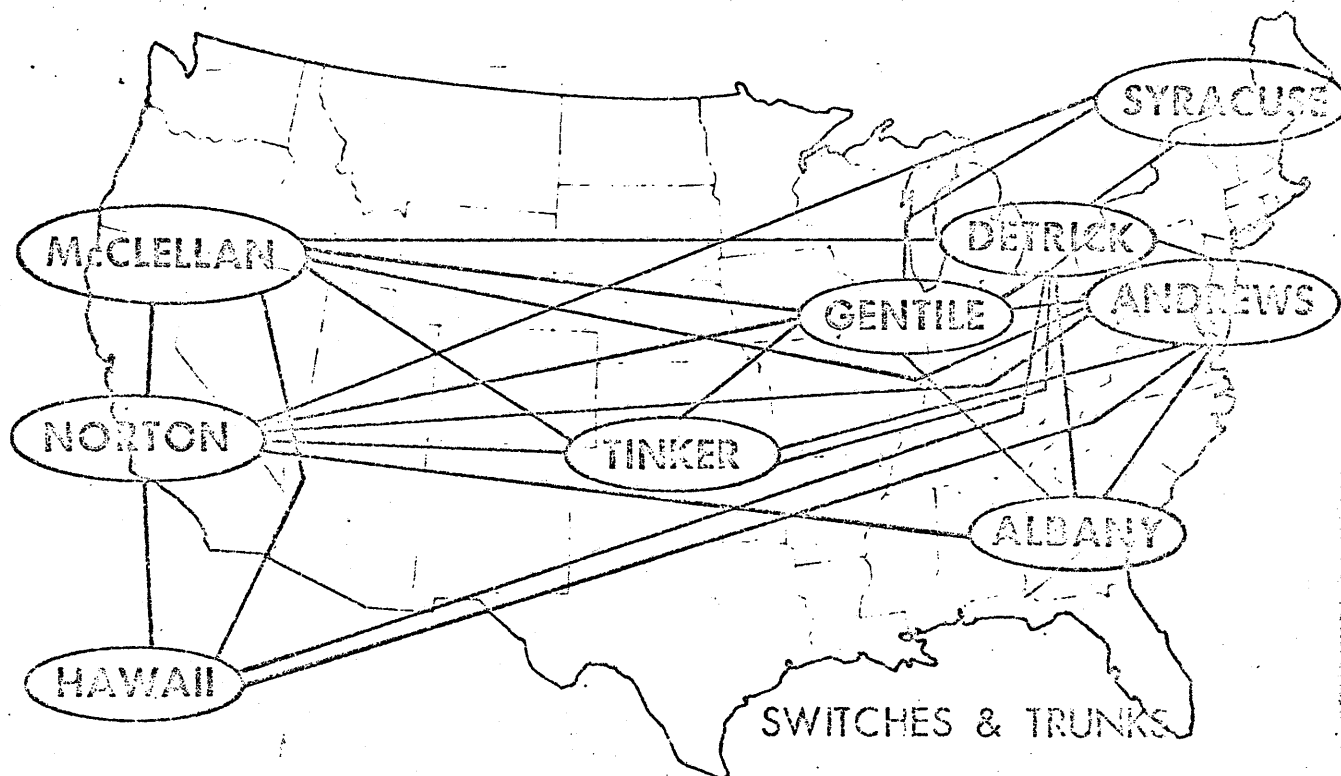 SYRACUSE
McCLELLAN
DETRICK
GENTILE
ANDREWS
NORTON
TINKER
ALBANY
HAWAII
SWITCHES & TRUNKS